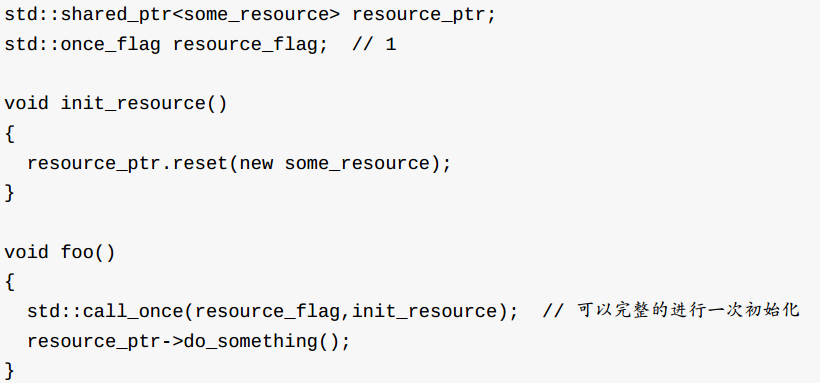 std::shared_ptr<some_resource> resource_ptr;
std::once_flag resource_flag;  // 1
void init_resource()
{
  resource_ptr.reset(new some_resource);
}
void foo()
{
  std::call_once(resource_flag,init_resource);  // 可以完整的进行一次初始化
  resource_ptr->do_something();
}